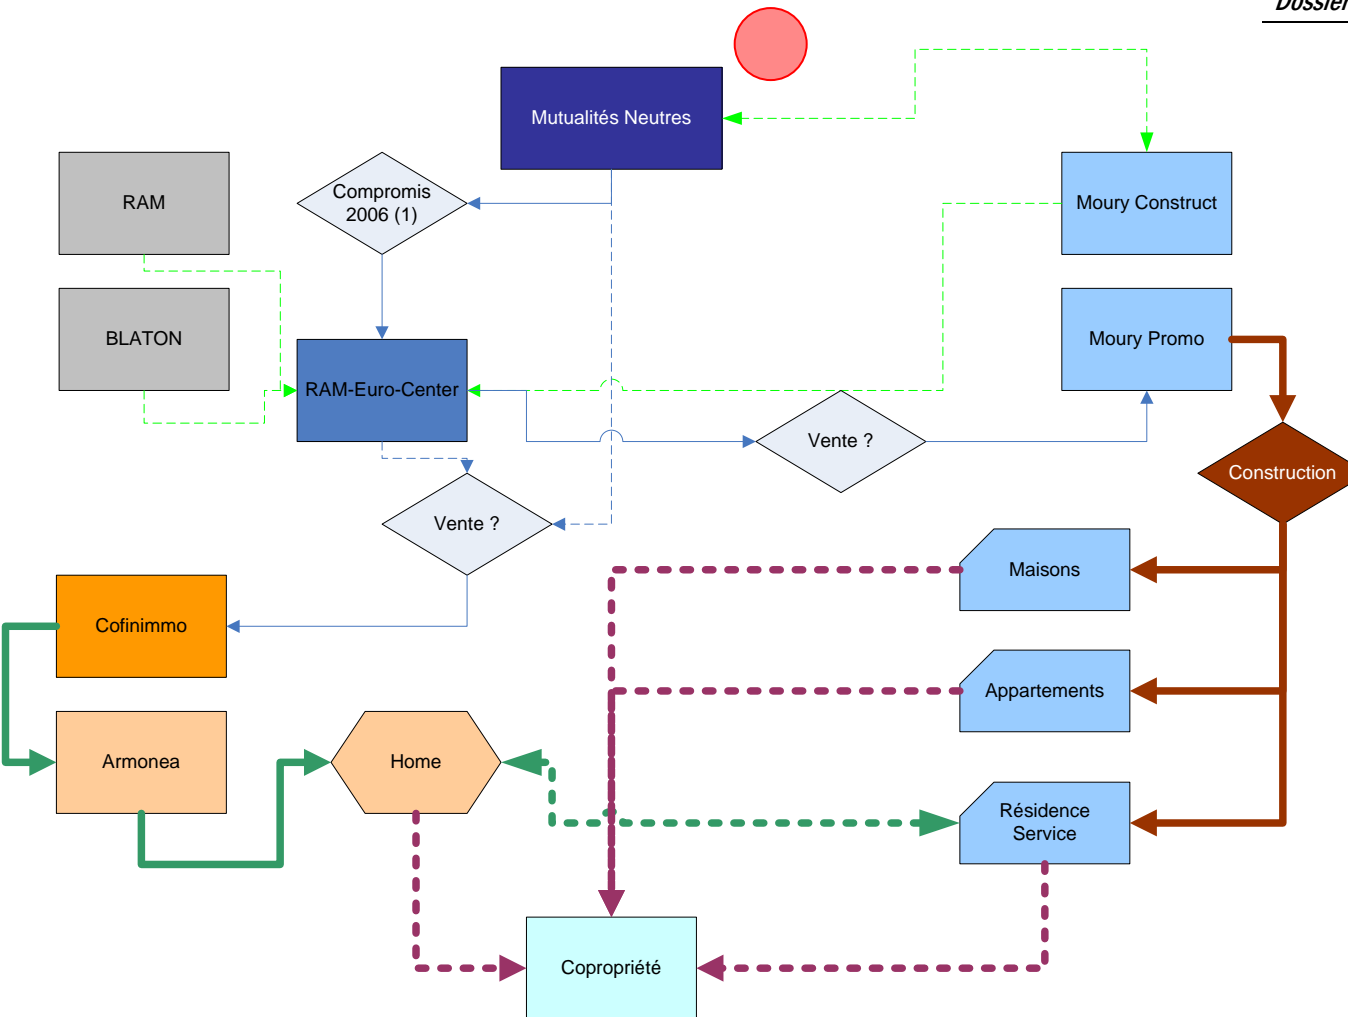 Dossier
Mutualités Neutres
Compromis
2006 (1)
RAM
Moury Construct
BLATON
Moury Promo
RAM-Euro-Center
Vente ?
Construction
Vente ?
Maisons
Cofinimmo
Appartements
Armonea
Home
Résidence
Service
Copropriété